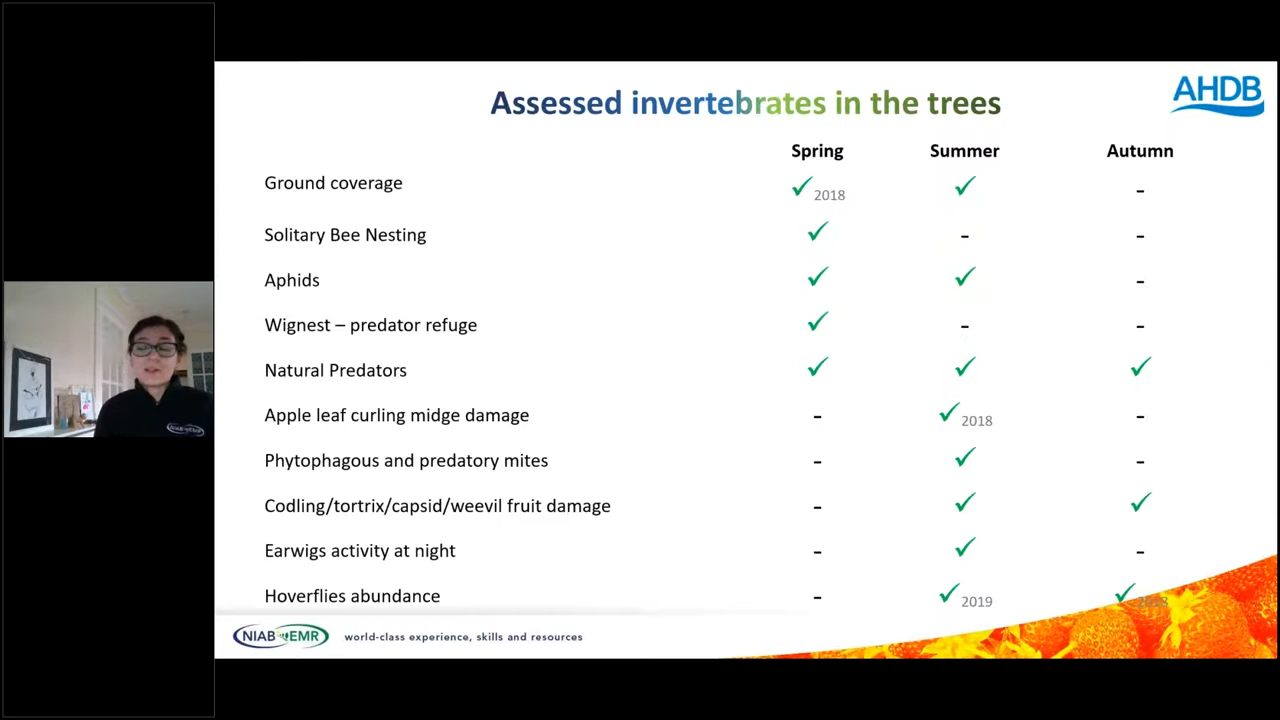 Assessed invertebrates in the trees
AHDB
Spring Summer Autumn
Ground coverage ✓ 2018 ✓ -
Solitary Bee Nesting ✓ - -
Aphids ✓ ✓ -
Wignest – predator refuge ✓ - -
Natural Predators ✓ ✓ ✓
Apple leaf curling midge damage - ✓ 2018 -
Phytophagous and predatory mites - ✓ -
Codling/tortrix/capsid/weevil fruit damage - ✓ ✓
Earwigs activity at night - ✓ -
Hoverflies abundance - ✓ 2019 ✓
NIAB EMR world-class experience, skills and resources